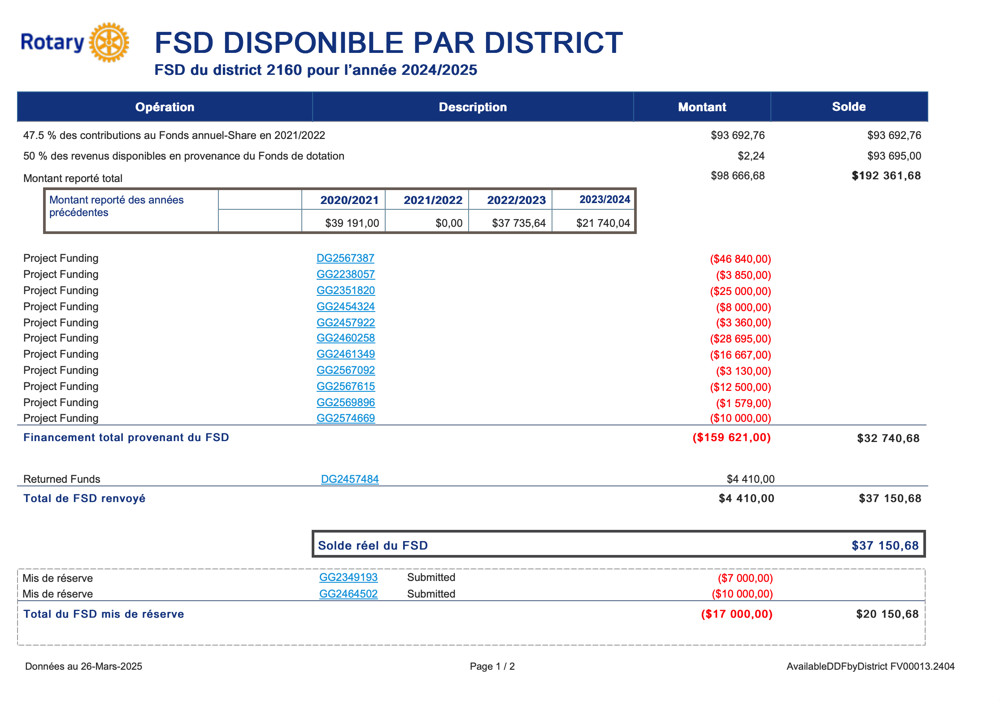 Rotary
FSD DISPONIBLE PAR DISTRICT
FSD du district 2160 pour l’année 2024/2025
Opération Description Montant Solde
47.5 % des contributions au Fonds annuel-Share en 2021/2022 $93 692,76 $93 692,76
50 % des revenus disponibles en provenance du Fonds de dotation $2,24 $93 695,00
Montant reporté total $98 666,68 $192 361,68
Montant reporté des années 2020/2021 2021/2022 2022/2023 2023/2024
précédentes
$39 191,00 $0,00 $37 735,64 $21 740,04
Project Funding DG2567387 ($46 840,00)
Project Funding GG2238057 ($3 850,00)
Project Funding GG2351820 ($25 000,00)
Project Funding GG2454324 ($8 000,00)
Project Funding GG2457922 ($3 360,00)
Project Funding GG2460258 ($28 695,00)
Project Funding GG2461349 ($16 667,00)
Project Funding GG2567092 ($3 130,00)
Project Funding GG2567615 ($12 500,00)
Project Funding GG2569896 ($1 579,00)
Project Funding GG2574669 ($10 000,00)
Financement total provenant du FSD ($159 621,00) $32 740,68
Returned Funds DG2457484 $4 410,00
Total de FSD renvoyé $4 410,00 $37 150,68
Solde réel du FSD $37 150,68
Mis de réserve GG2349193 Submitted ($7 000,00)
Mis de réserve GG2464502 Submitted ($10 000,00)
Total du FSD mis de réserve ($17 000,00) $20 150,68
Données au 26-Mars-2025 Page 1 / 2 AvailableDDFbyDistrict FV00013.2404